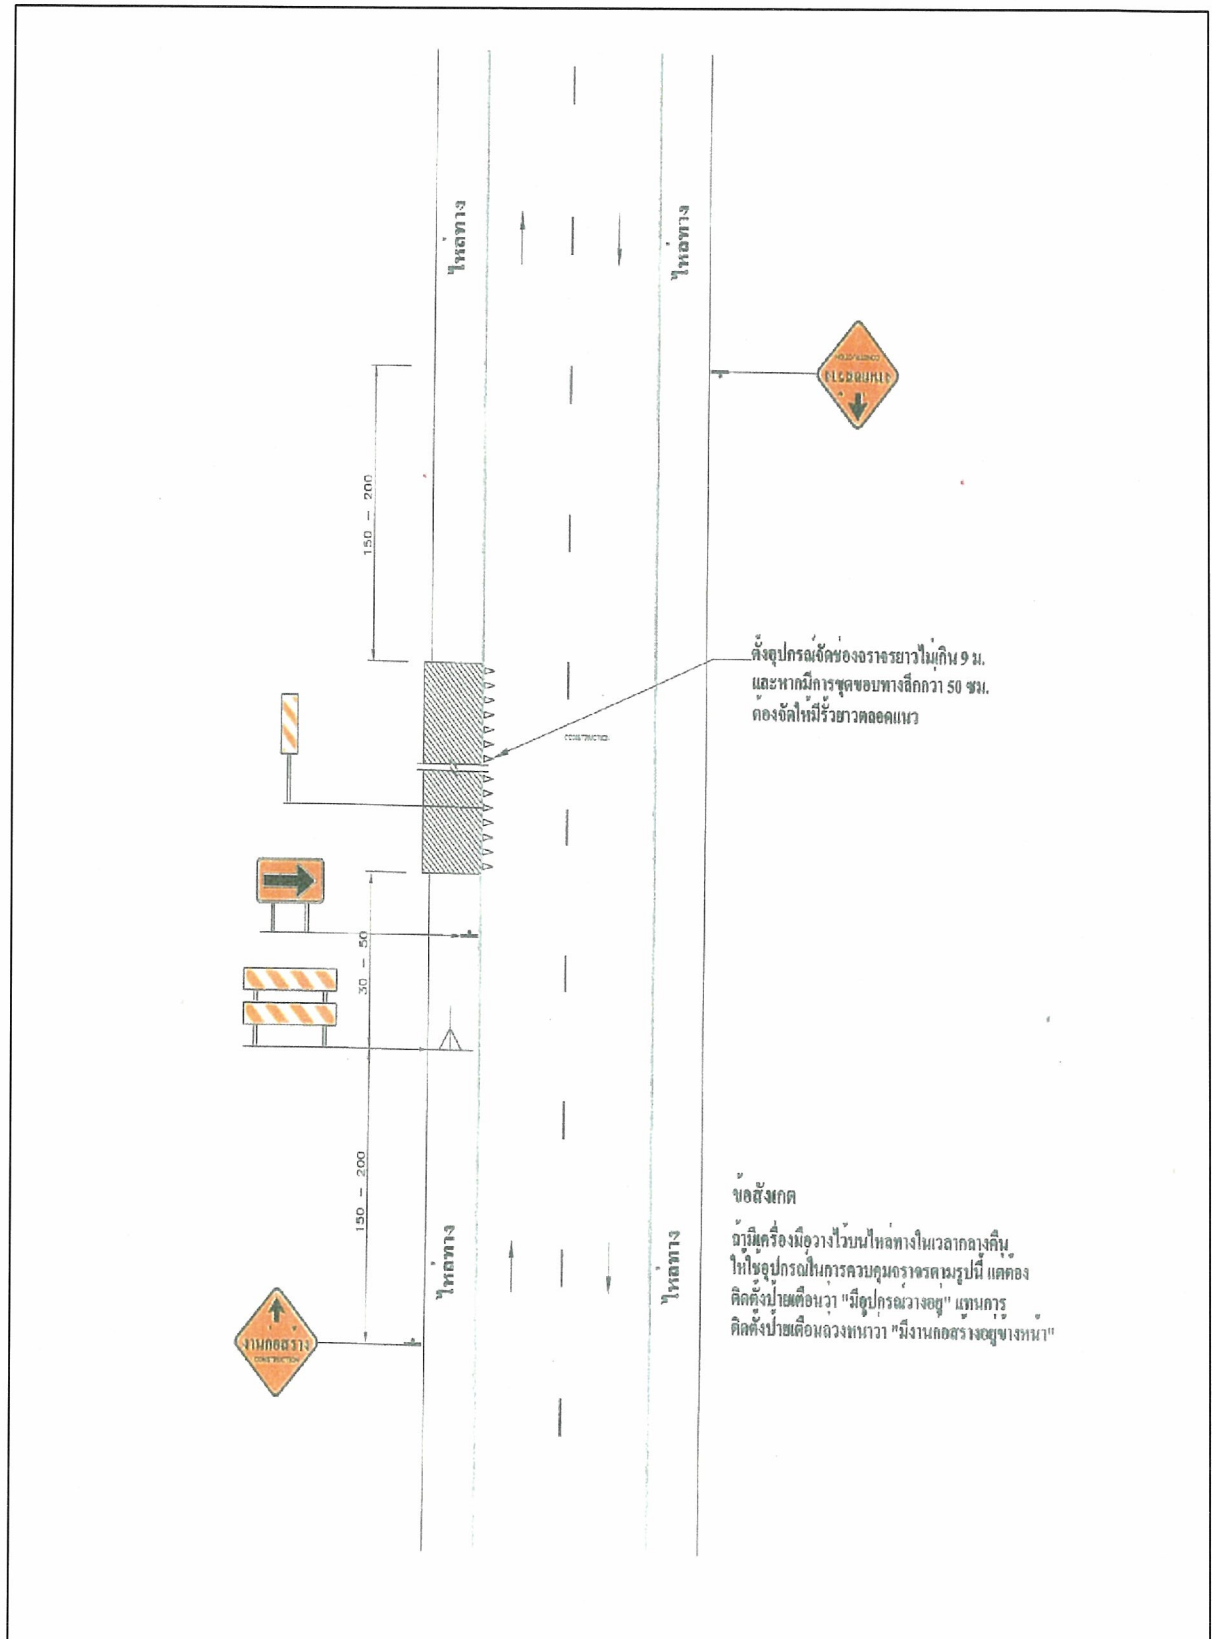 ไหล่ทาง
ไหล่ทาง
งานก่อสร้าง
CONSTRUCTION
150 - 200
ตั้งอุปกรณ์จัดช่องจราจรยาวไม่เกิน 9 ม.
และหากมีการขุดขอบทางลึกกว่า 50 ซม.
ต้องจัดให้มีรั้วยาวตลอดแนว
CONSTRUCTION
30 - 50
150 - 200
ไหล่ทาง
ไหล่ทาง
งานก่อสร้าง
CONSTRUCTION
ข้อสังเกต
ถ้ามีเครื่องมือวางไว้บนไหล่ทางในเวลากลางคืน
ให้ใช้อุปกรณ์ในการควบคุมจราจรตามรูปนี้ แต่ต้อง
ติดตั้งป้ายเตือนว่า "มีอุปกรณ์วางอยู่" แทนการ
ติดตั้งป้ายเตือนล่วงหน้าว่า "มีงานก่อสร้างอยู่ข้างหน้า"